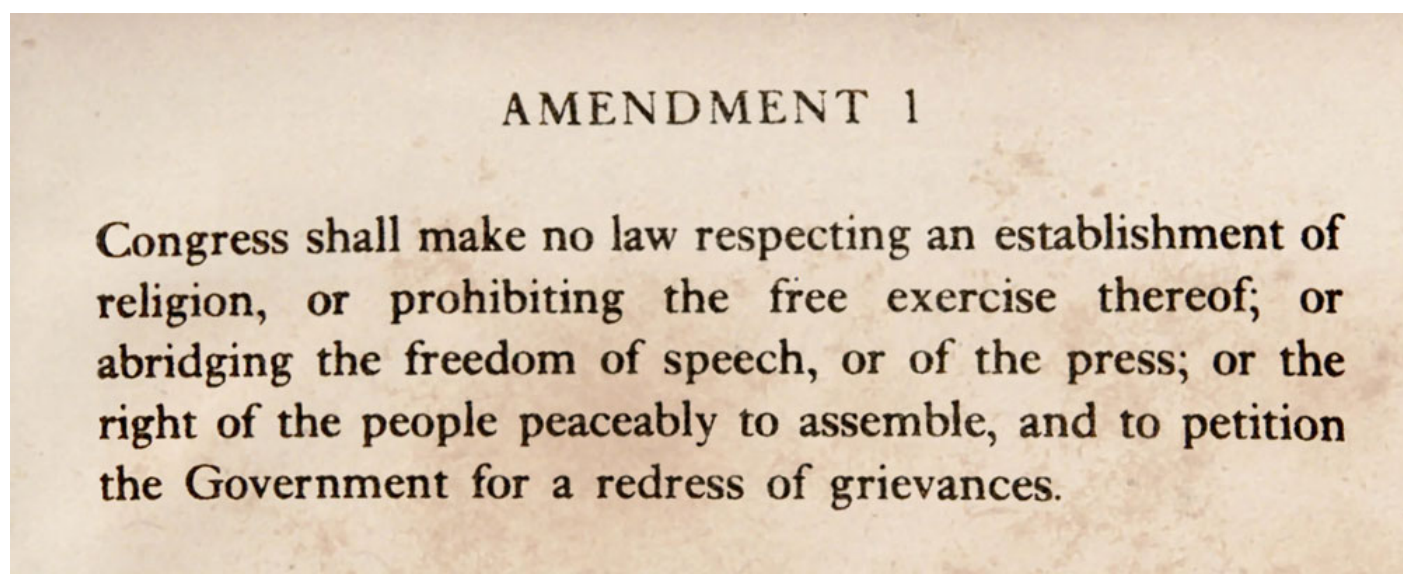 AMENDMENT 1
Congress shall make no law respecting an establishment of
religion, or prohibiting the free exercise thereof; or
abridging the freedom of speech, or of the press; or the
right of the people peaceably to assemble, and to petition
the Government for a redress of grievances.